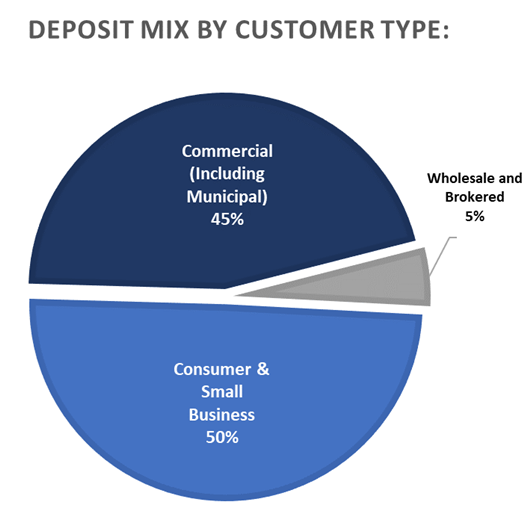 DEPOSIT MIX BY CUSTOMER TYPE:
Commercial
(Including
Municipal)
45%
Wholesale and
Brokered
5%
Consumer &
Small
Business
50%